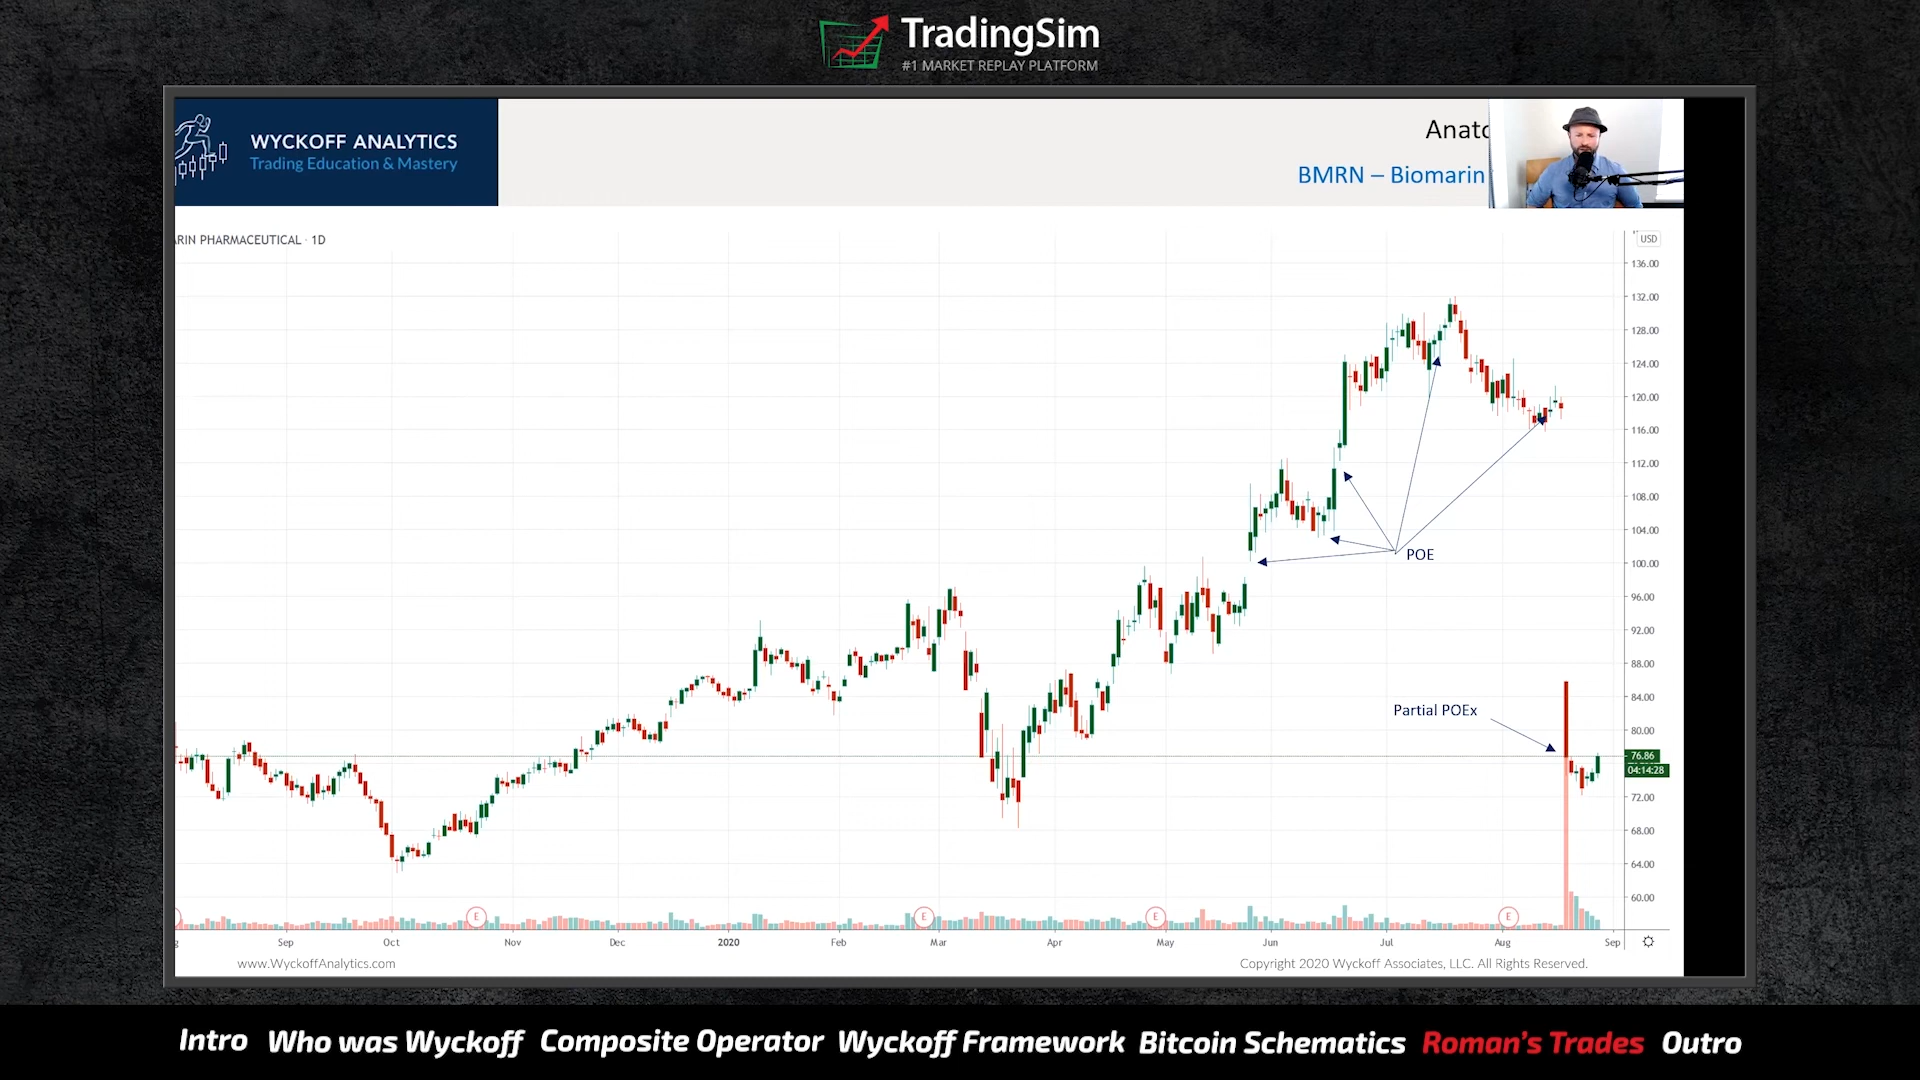 TradingSim
#1 MARKET REPLAY PLATFORM
WYCKOFF ANALYTICS
Trading Education & Mastery
BMRN – Biomarin
PHARMACEUTICAL · 1D
USD
136.00
132.00
128.00
124.00
120.00
116.00
112.00
108.00
104.00
100.00
96.00
92.00
88.00
84.00
80.00
76.86
04:14:28
72.00
68.00
64.00
60.00
POE
Partial POEx
E E E E
Sep Oct Nov Dec 2020 Feb Mar Apr May Jun Jul Aug Sep
www.WyckoffAnalytics.com
Copyright 2020 Wyckoff Associates, LLC. All Rights Reserved.
Intro Who was Wyckoff Composite Operator Wyckoff Framework Bitcoin Schematics Roman's Trades Outro